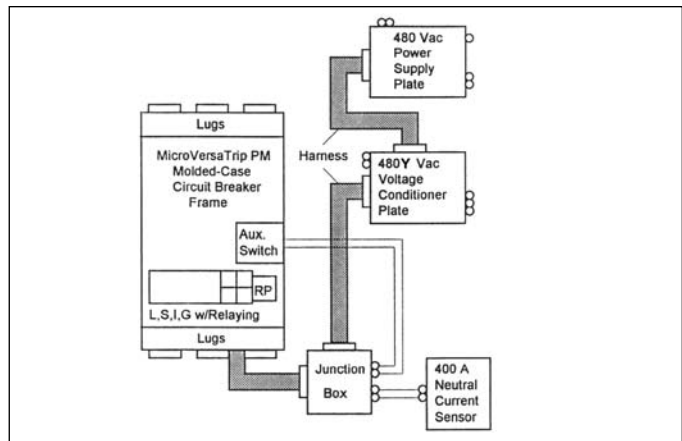 480 Vac
Power
Supply
Plate
Lugs
MicroVersaTrip PM
Molded-Case
Circuit Breaker
Frame
Harness
480Y Vac
Voltage
Conditioner
Plate
Aux.
Switch
RP
L,S,I,G w/Relaying
Lugs
Junction
Box
400 A
Neutral
Current
Sensor